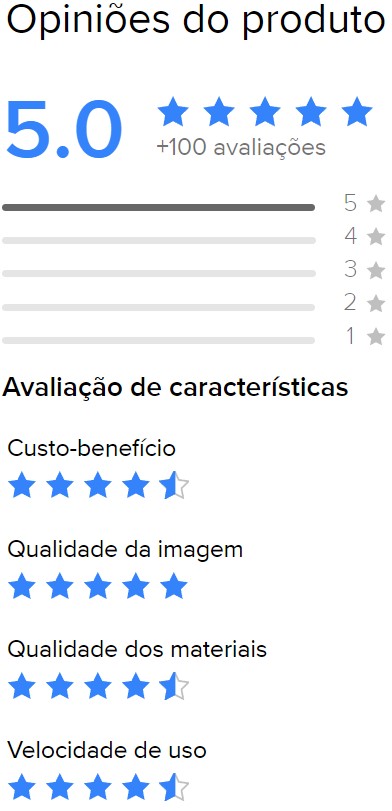 Opiniões do produto
5.0
+100 avaliações
5
4
3
2
1
Avaliação de características
Custo-benefício
Qualidade da imagem
Qualidade dos materiais
Velocidade de uso